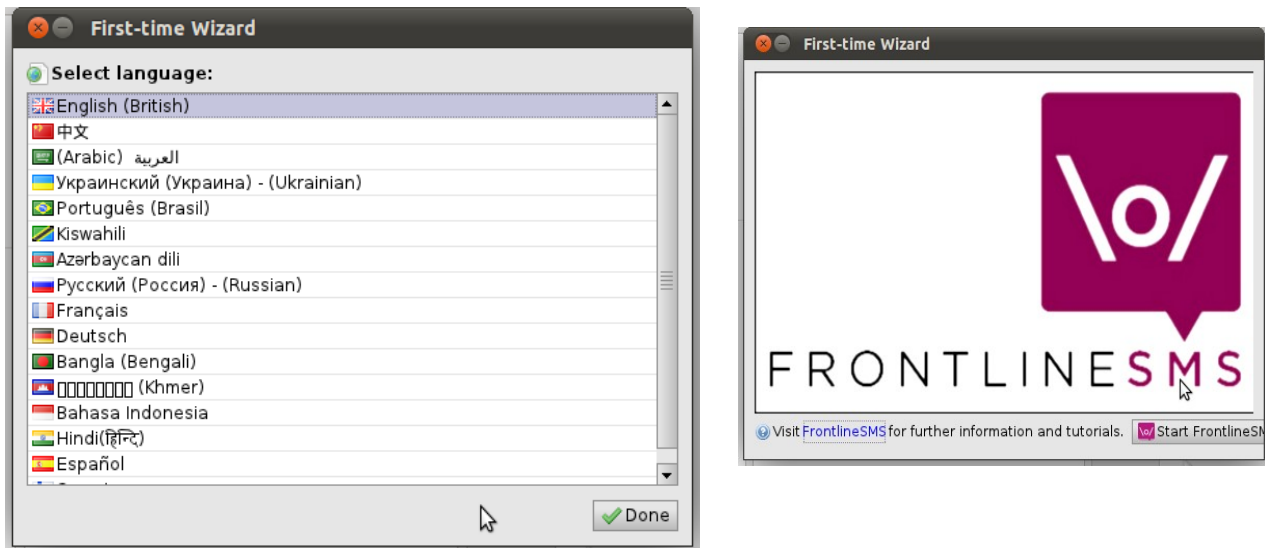 First-time Wizard
Select language:
English (British)
中文
(Arabic) العربية
Украинский (Украина) - (Ukrainian)
Português (Brasil)
Kiswahili
Azərbaycan dili
Русский (Россия) - (Russian)
Français
Deutsch
Bangla (Bengali)
(Khmer)
Bahasa Indonesia
Hindi(हिन्दि)
Español
Done
First-time Wizard
\o/
FRONTLINESMS
Visit FrontlineSMS for further information and tutorials.
Start FrontlineSM